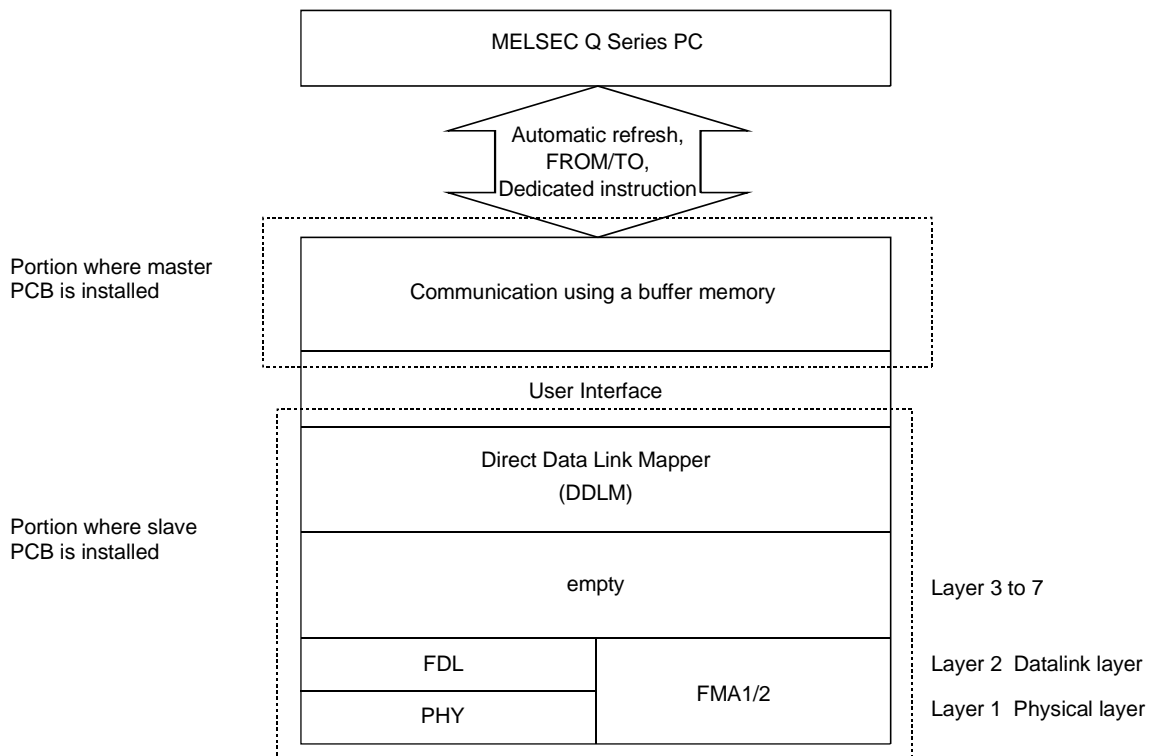 MELSEC Q Series PC
Automatic refresh,
FROM/TO,
Dedicated instruction
Portion where master
PCB is installed
Communication using a buffer memory
User Interface
Direct Data Link Mapper
(DDLM)
Portion where slave
PCB is installed
empty
Layer 3 to 7
FDL
Layer 2 Datalink layer
FMA1/2
PHY
Layer 1 Physical layer